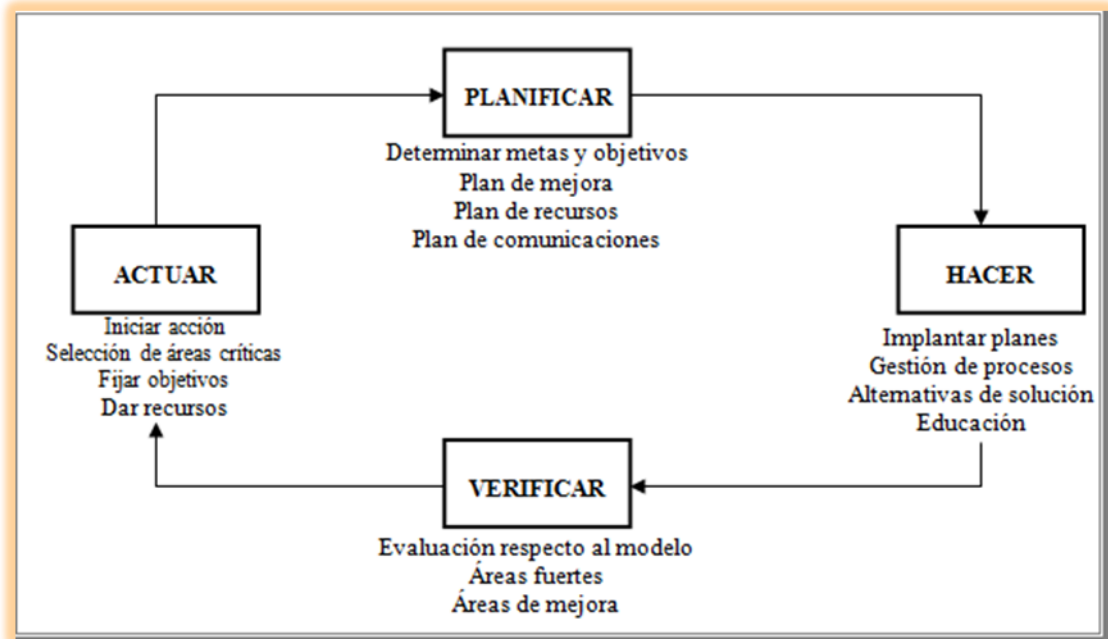 PLANIFICAR
Determinar metas y objetivos
Plan de mejora
Plan de recursos
Plan de comunicaciones
HACER
Implantar planes
Gestión de procesos
Alternativas de solución
Educación
VERIFICAR
Evaluación respecto al modelo
Áreas fuertes
Áreas de mejora
ACTUAR
Iniciar acción
Selección de áreas críticas
Fijar objetivos
Dar recursos